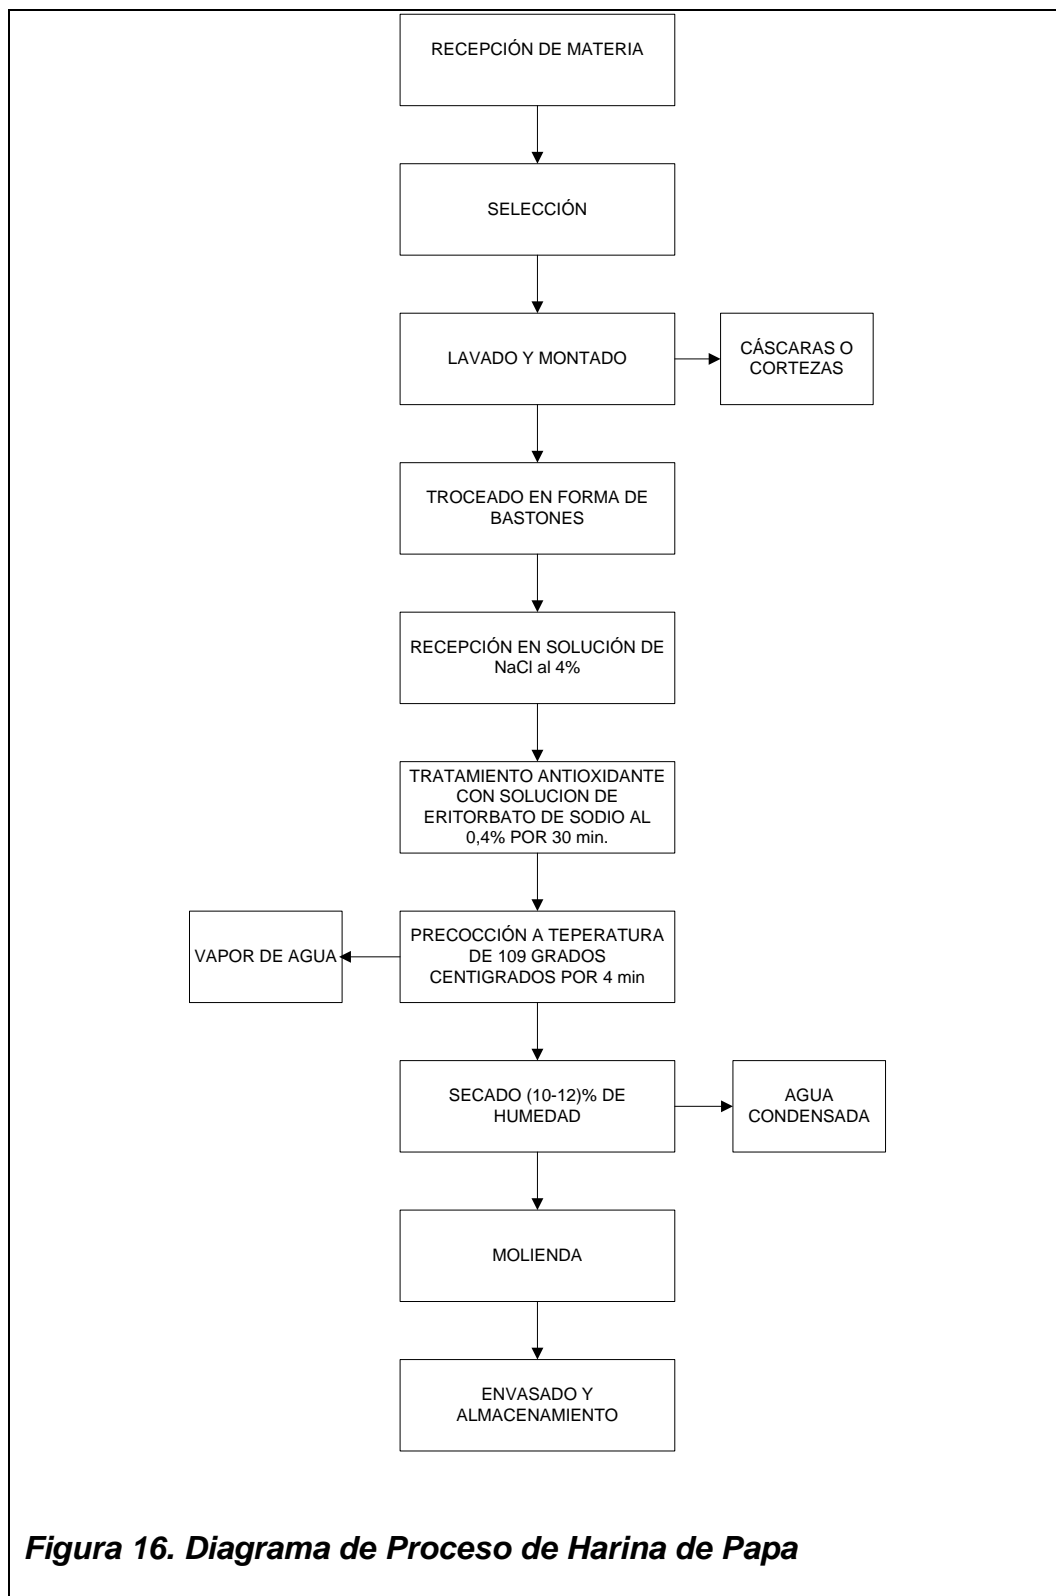 RECEPCIÓN DE MATERIA
SELECCIÓN
LAVADO Y MONTADO
CÁSCARAS O
CORTEZAS
TROCEADO EN FORMA DE
BASTONES
RECEPCIÓN EN SOLUCIÓN DE
NaCl al 4%
TRATAMIENTO ANTIOXIDANTE
CON SOLUCION DE
ERITORBATO DE SODIO AL
0,4% POR 30 min.
VAPOR DE AGUA
PRECOCCIÓN A TEPERATURA
DE 109 GRADOS
CENTIGRADOS POR 4 min
SECADO (10-12)% DE
HUMEDAD
AGUA
CONDENSADA
MOLIENDA
ENVASADO Y
ALMACENAMIENTO
Figura 16. Diagrama de Proceso de Harina de Papa